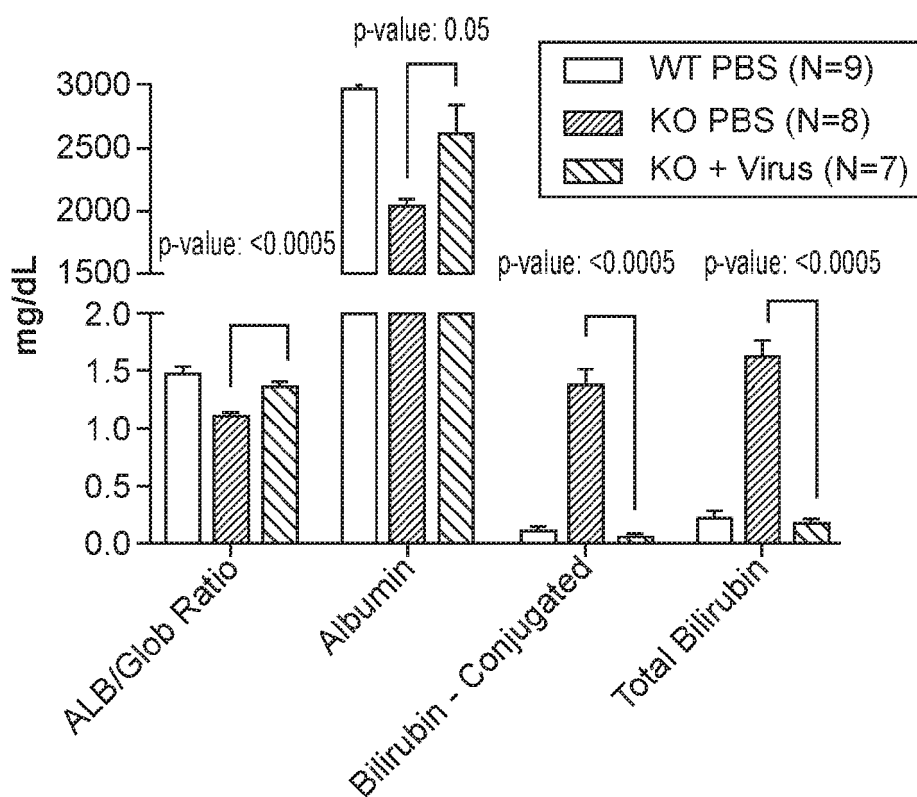 p-value: 0.05
WT PBS (N=9)
KO PBS (N=8)
KO + Virus (N=7)
mg/dL
3000
2500
2000
1500
p-value: <0.0005
p-value: <0.0005
p-value: <0.0005
2.0
1.5
1.0
0.5
0.0
ALB/Glob Ratio
Albumin
Bilirubin - Conjugated
Total Bilirubin